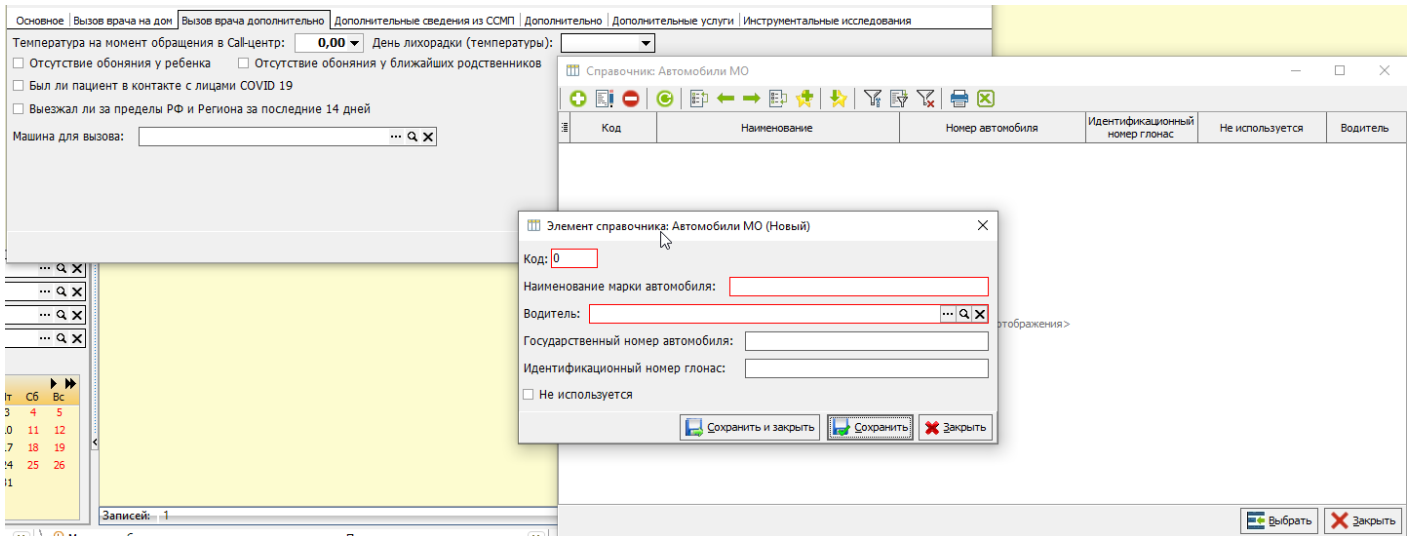 Основное Вызов врача на дом Вызов врача дополнительно Дополнительные сведения из ССМП Дополнительно Дополнительные услуги Инструментальные исследования
Температура на момент обращения в Call-центр: 0,00 День лихорадки (температуры):
Отсутствие обоняния у ребенка Отсутствие обоняния у ближайших родственников
Был ли пациент в контакте с лицами COVID 19
Выезжал ли за пределы РФ и Региона за последние 14 дней
Машина для вызова:
Справочник: Автомобили МО
Код Наименование Номер автомобиля Идентификационный номер глонас Не используется Водитель
отображения>
Элемент справочника: Автомобили МО (Новый)
Код: 0
Наименование марки автомобиля:
Водитель:
Государственный номер автомобиля:
Идентификационный номер глонас:
Не используется
Сохранить и закрыть Сохранить Закрыть
Сб Вс
3 4 5
11 12
18 19
25 26
Записей: 1
Выбрать Закрыть